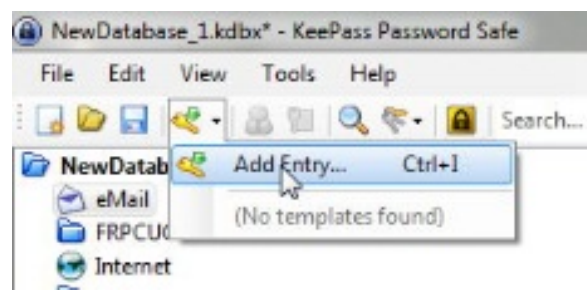 NewDatabase_1.kdbx* - KeePass Password Safe
File Edit View Tools Help
Search...
NewDatab
Add Entry... Ctrl+I
eMail
(No templates found)
FRPCUC
Internet